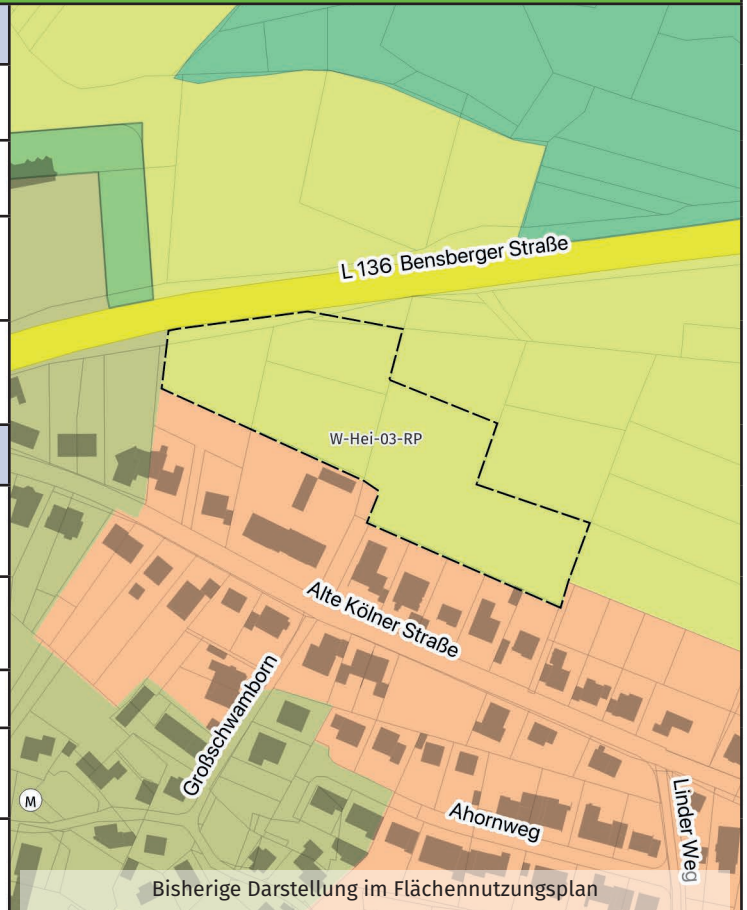 L 136 Bensberger Straße
W-Hei-03-RP
Alte Kölner Straße
Großschwamborn
M
Ahornweg
Linder Weg
Bisherige Darstellung im Flächennutzungsplan